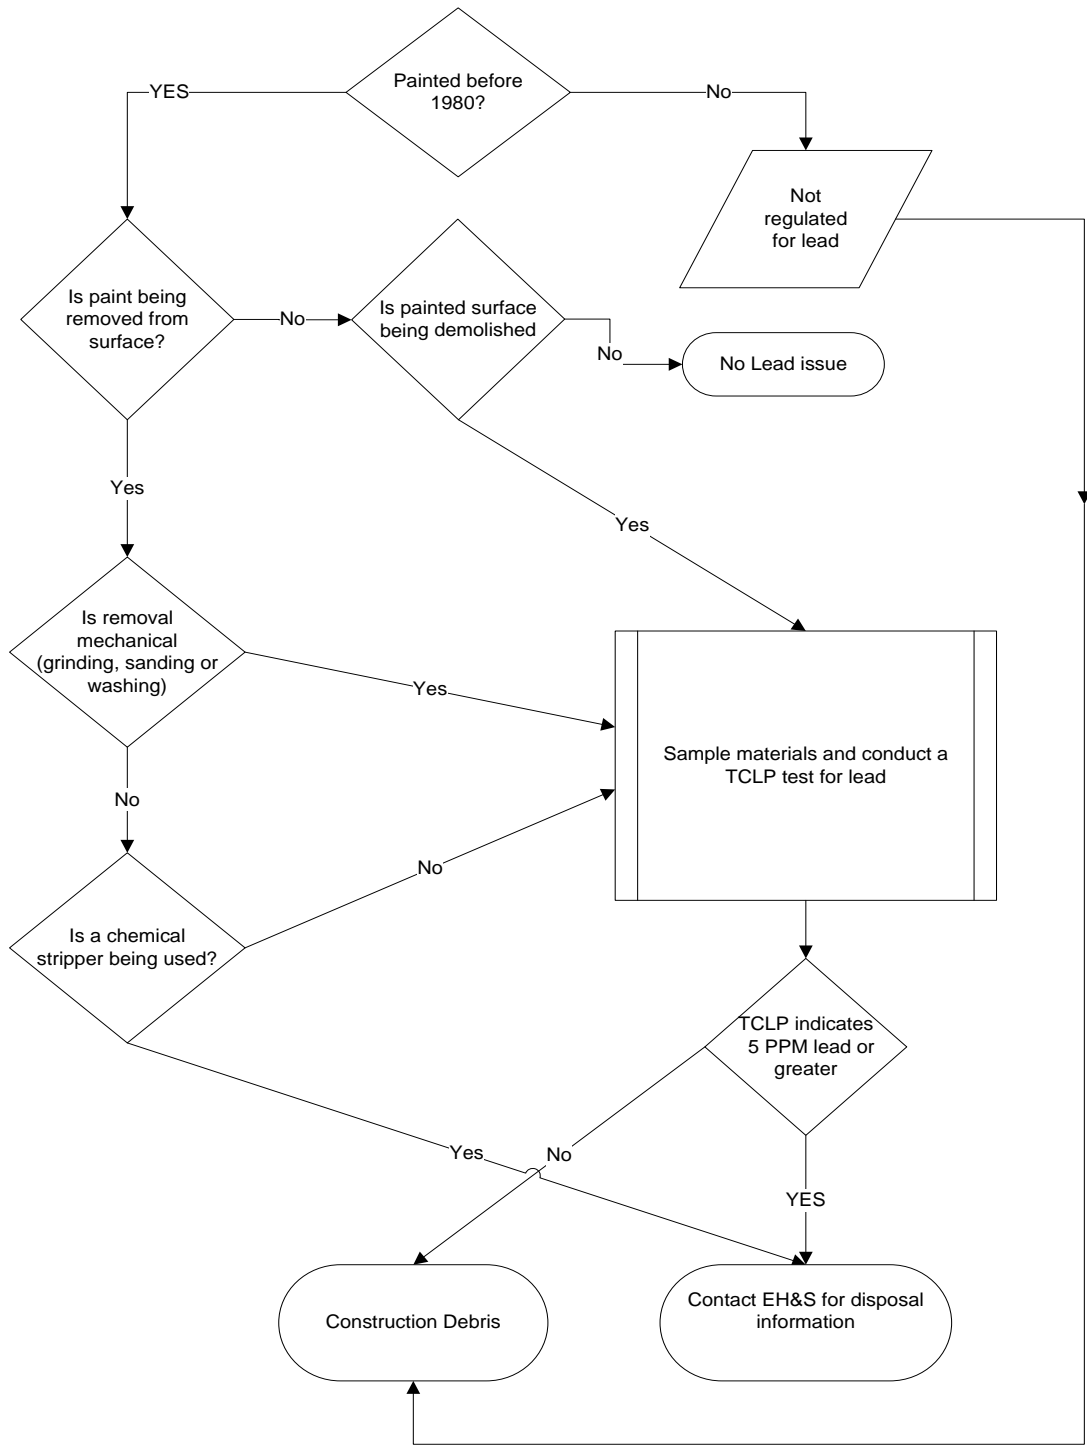 Painted before
1980?
YES
No
Not
regulated
for lead
Is paint being
removed from
surface?
No
Is painted surface
being demolished
No
No Lead issue
Yes
Yes
Is removal
mechanical
(grinding, sanding or
washing)
Yes
Sample materials and conduct a
TCLP test for lead
No
No
Is a chemical
stripper being used?
TCLP indicates
5 PPM lead or
greater
Yes
No
YES
Construction Debris
Contact EH&S for disposal
information